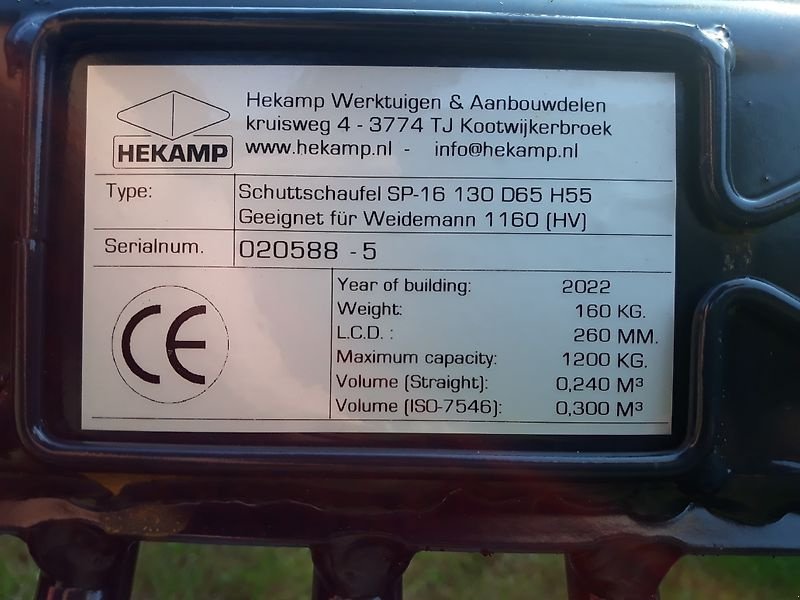 Hekamp Werktuigen & Aanbouwdelen
kruisweg 4 - 3774 TJ Kootwijkerbroek
www.hekamp.nl - info@hekamp.nl
HEKAMP
Type: Schuttschaufel SP-16 130 D65 H55
Geeignet für Weidemann 1160 (HV)
Serialnum. 020588 - 5
CE
Year of building: 2022
Weight: 160 KG.
L.C.D. : 260 MM.
Maximum capacity: 1200 KG.
Volume (Straight): 0,240 M³
Volume (ISO-7546): 0,300 M³